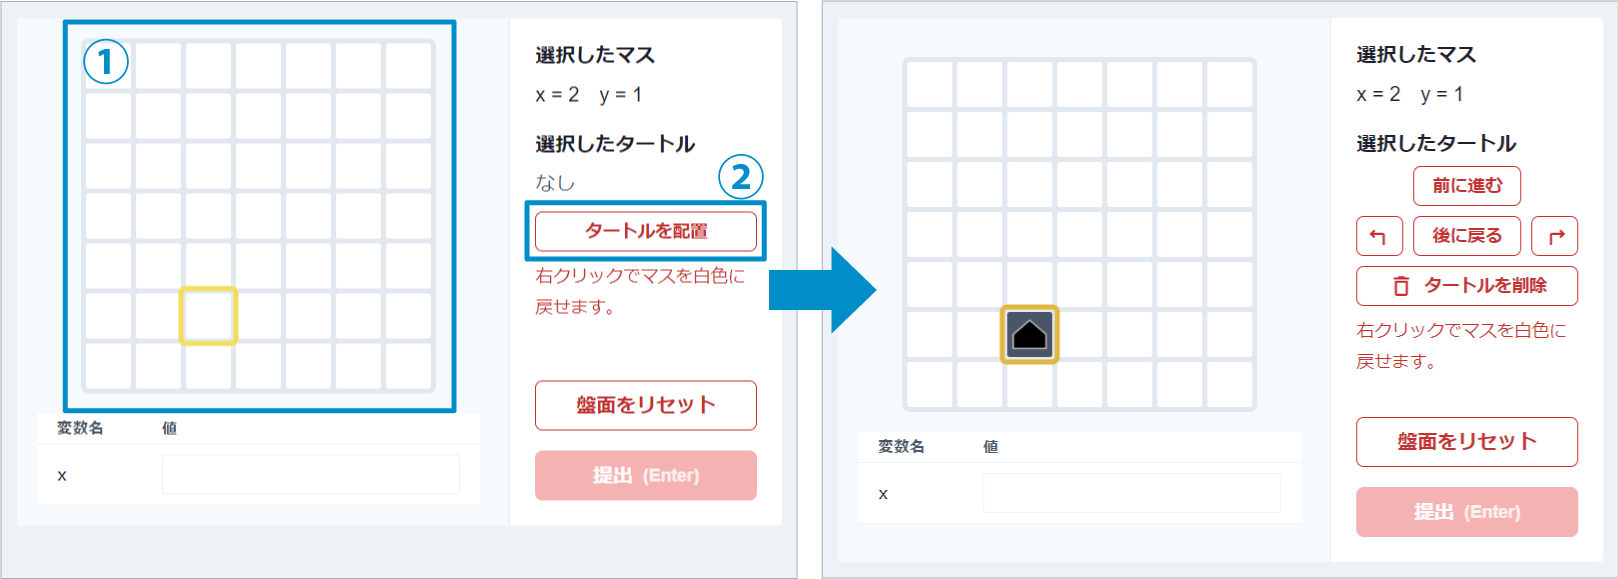 ①
選択したマス
x = 2 y = 1
選択したタートル
なし
②
タートルを配置
右クリックでマスを白色に
戻せます。
盤面をリセット
提出 (Enter)
変数名 値
x
選択したマス
x = 2 y = 1
選択したタートル
前に進む
後に戻る
タートルを削除
右クリックでマスを白色に
戻せます。
盤面をリセット
提出 (Enter)
変数名 値
x